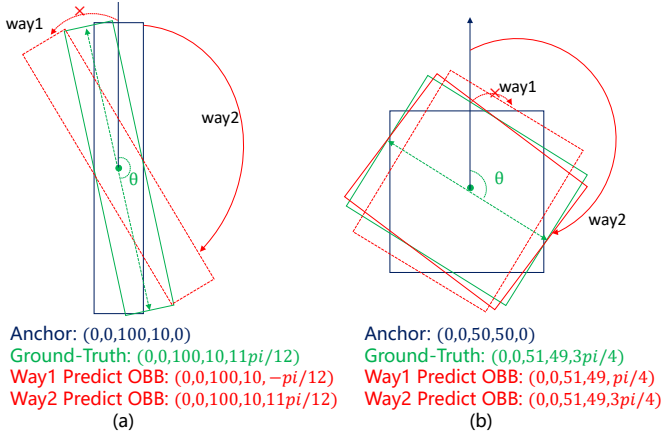 way1
way2
θ
Anchor: (0,0,100,10,0)
Ground-Truth: (0,0,100,10,11pi/12)
Way1 Predict OBB: (0,0,100,10,−pi/12)
Way2 Predict OBB: (0,0,100,10,11pi/12)
(a)
way1
θ
way2
Anchor: (0,0,50,50,0)
Ground-Truth: (0,0,51,49,3pi/4)
Way1 Predict OBB: (0,0,51,49,pi/4)
Way2 Predict OBB: (0,0,51,49,3pi/4)
(b)